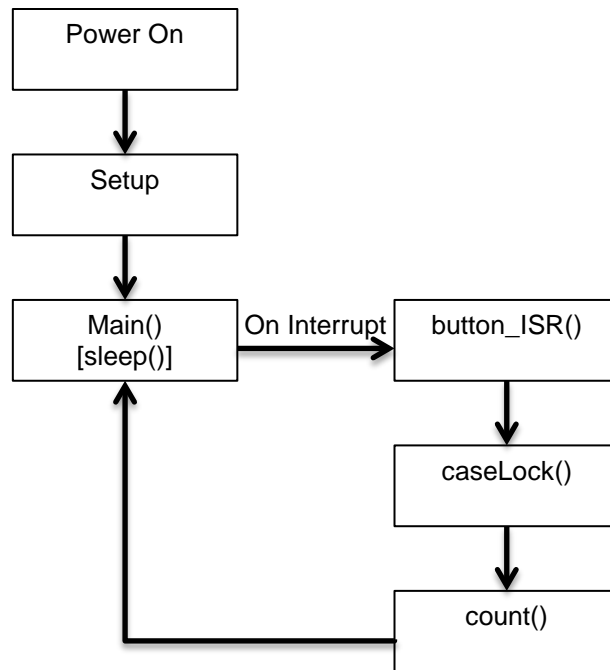 Power On
Setup
Main()
[sleep()]
On Interrupt
button_ISR()
caseLock()
count()